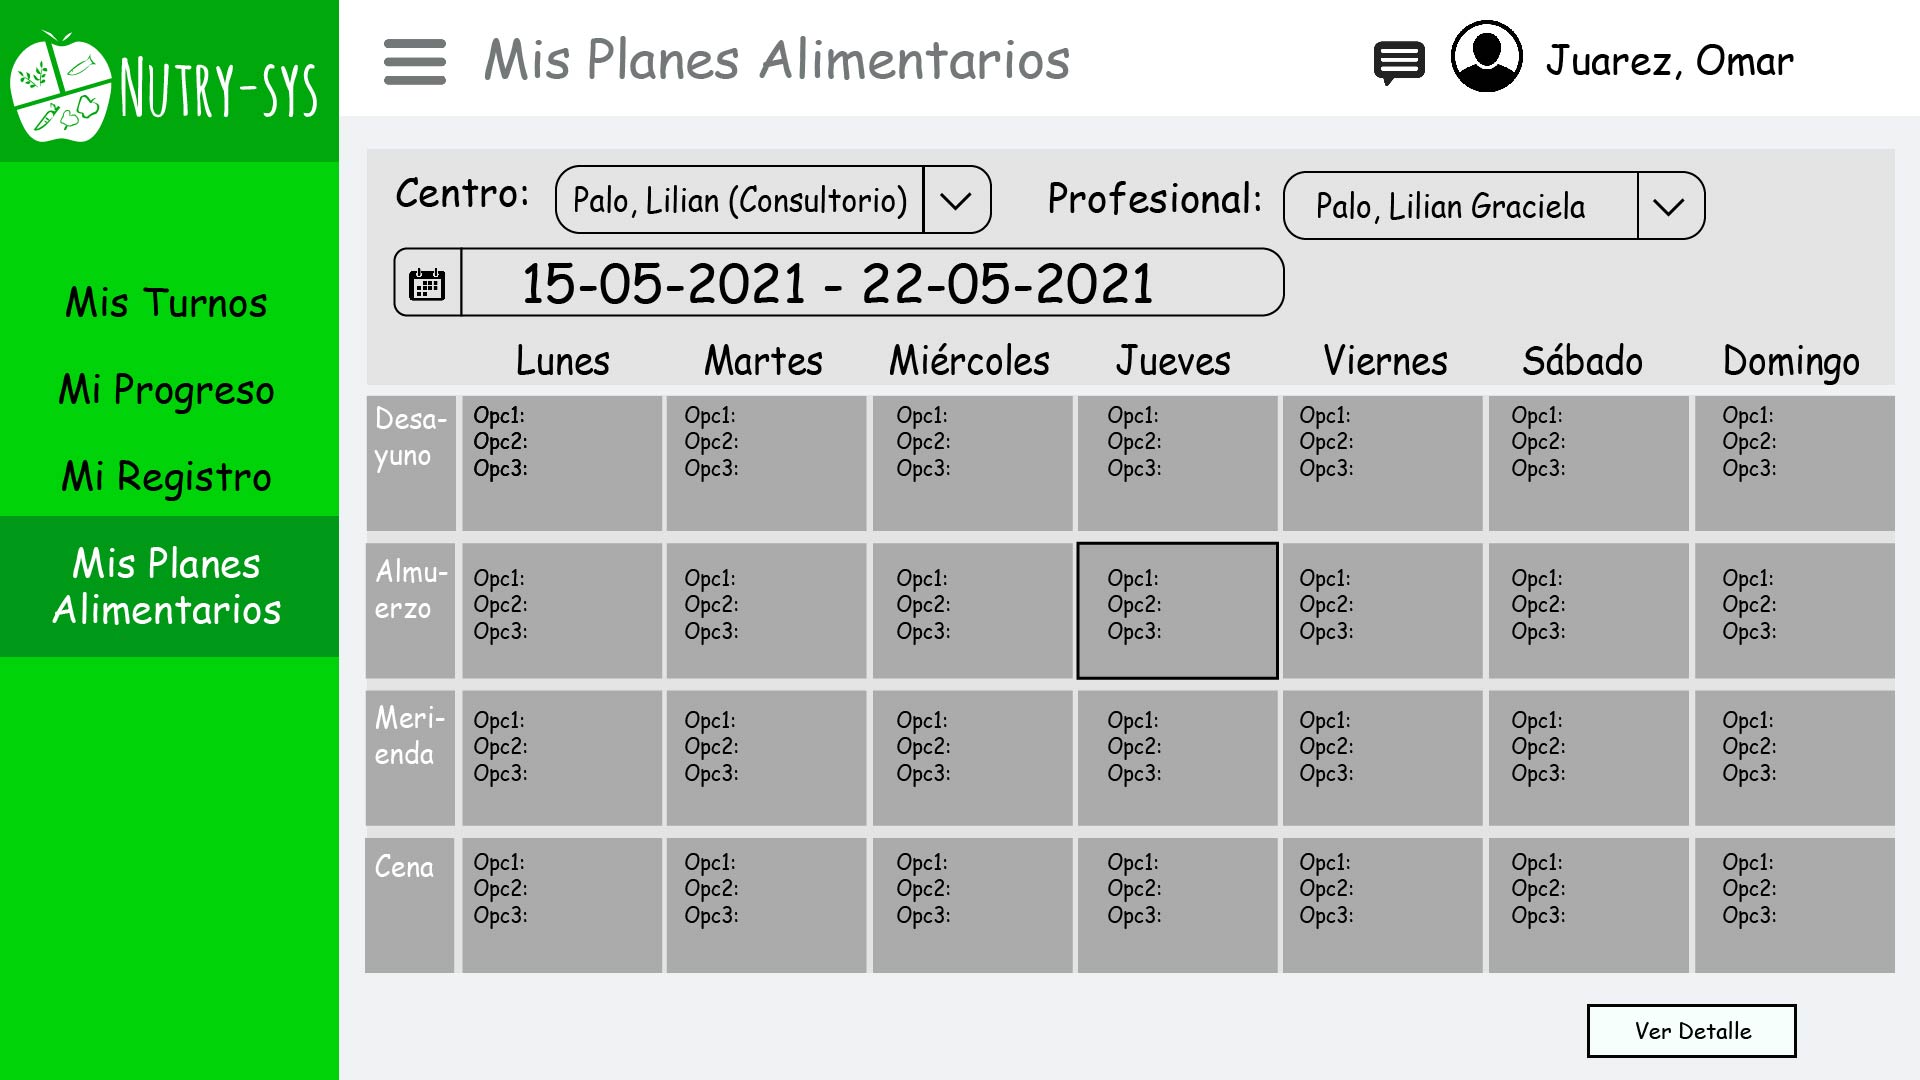 NUTRY-SYS
Mis Planes Alimentarios
Juarez, Omar
Mis Turnos
Mi Progreso
Mi Registro
Mis Planes
Alimentarios
Centro: Palo, Lilian (Consultorio) Profesional: Palo, Lilian Graciela
15-05-2021 - 22-05-2021
Lunes Martes Miércoles Jueves Viernes Sábado Domingo
Desa-
yuno
Opc1: Opc1: Opc1: Opc1: Opc1: Opc1: Opc1:
Opc2: Opc2: Opc2: Opc2: Opc2: Opc2: Opc2:
Opc3: Opc3: Opc3: Opc3: Opc3: Opc3: Opc3:
Almu-
erzo
Opc1: Opc1: Opc1: Opc1: Opc1: Opc1: Opc1:
Opc2: Opc2: Opc2: Opc2: Opc2: Opc2: Opc2:
Opc3: Opc3: Opc3: Opc3: Opc3: Opc3: Opc3:
Meri-
enda
Opc1: Opc1: Opc1: Opc1: Opc1: Opc1: Opc1:
Opc2: Opc2: Opc2: Opc2: Opc2: Opc2: Opc2:
Opc3: Opc3: Opc3: Opc3: Opc3: Opc3: Opc3:
Cena
Opc1: Opc1: Opc1: Opc1: Opc1: Opc1: Opc1:
Opc2: Opc2: Opc2: Opc2: Opc2: Opc2: Opc2:
Opc3: Opc3: Opc3: Opc3: Opc3: Opc3: Opc3:
Ver Detalle